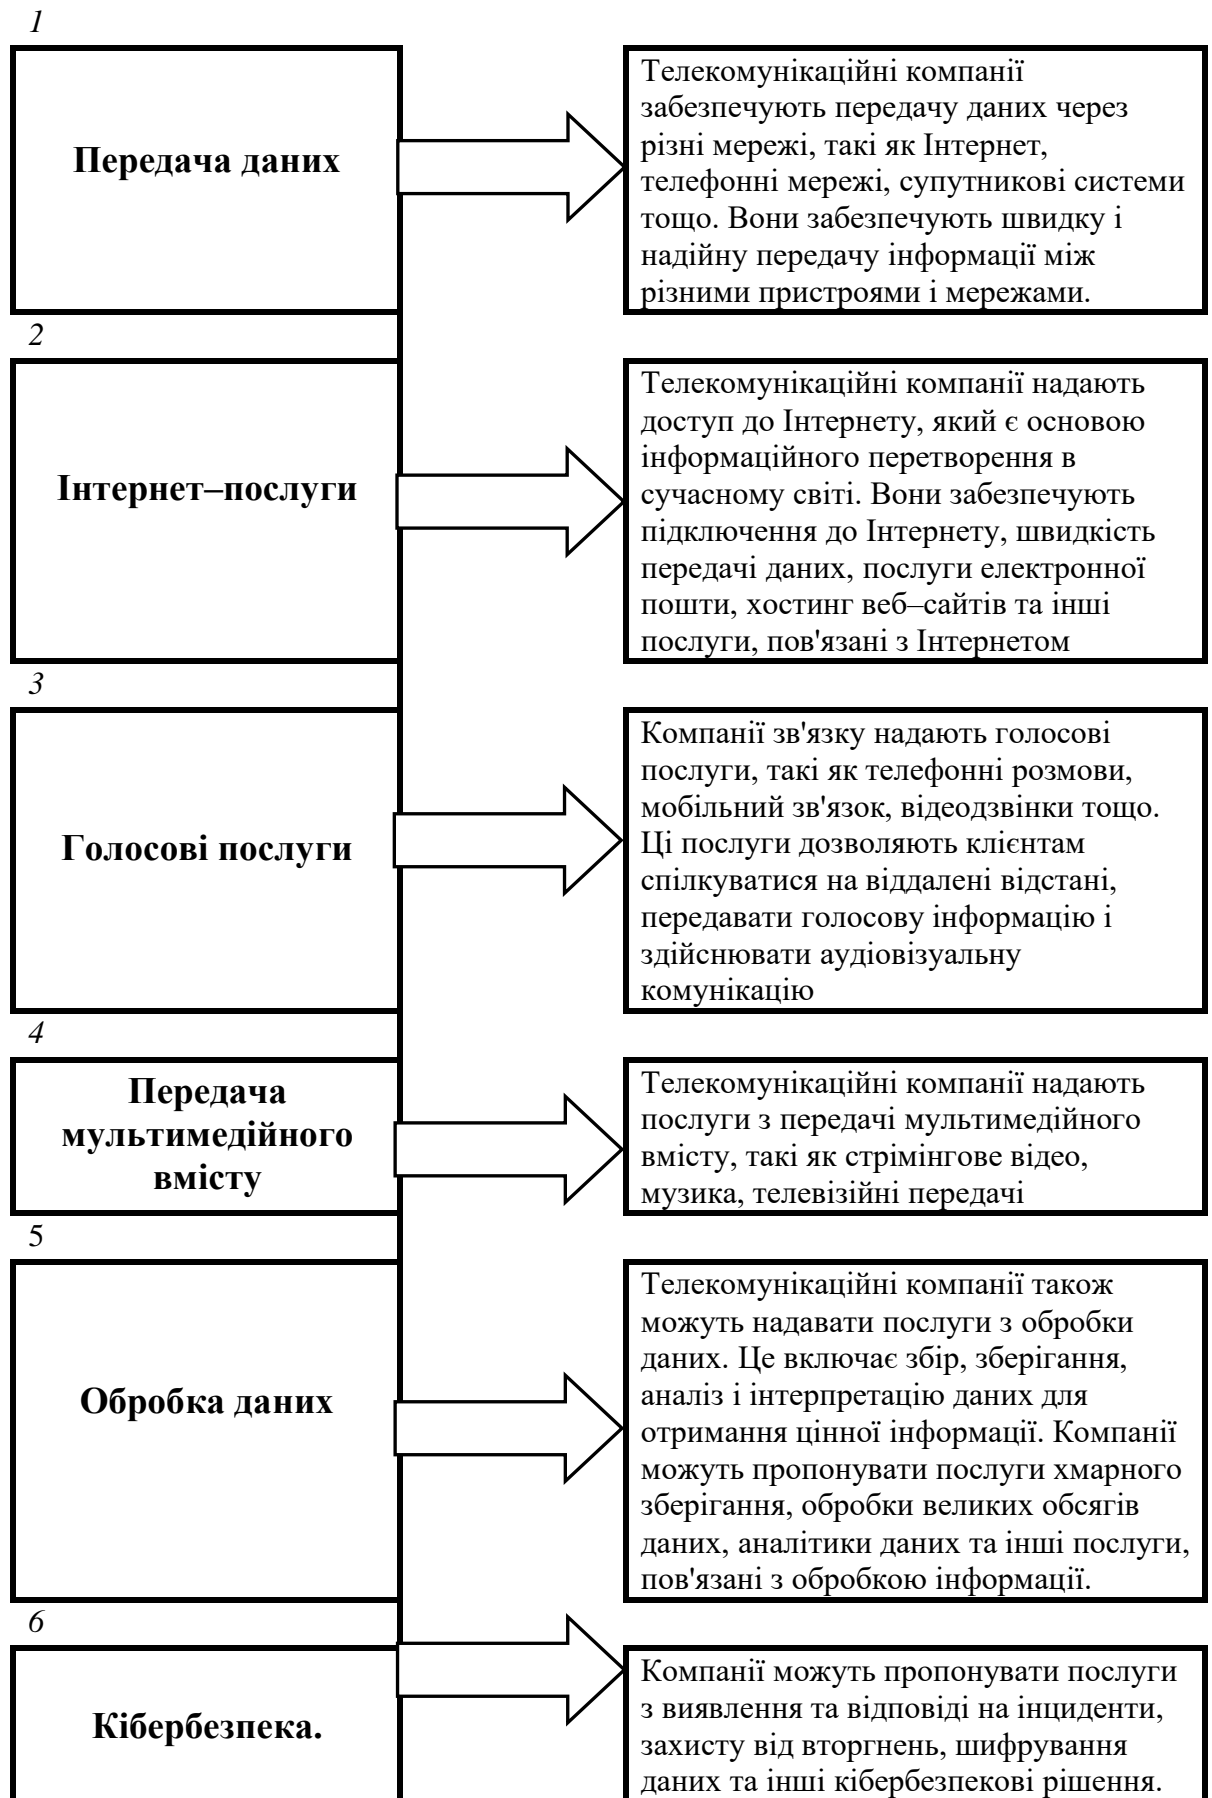 1
Передача даних
Телекомунікаційні компанії
забезпечують передачу даних через
різні мережі, такі як Інтернет,
телефонні мережі, супутникові системи
тощо. Вони забезпечують швидку і
надійну передачу інформації між
різними пристроями і мережами.
2
Інтернет–послуги
Телекомунікаційні компанії надають
доступ до Інтернету, який є основою
інформаційного перетворення в
сучасному світі. Вони забезпечують
підключення до Інтернету, швидкість
передачі даних, послуги електронної
пошти, хостинг веб–сайтів та інші
послуги, пов'язані з Інтернетом
3
Голосові послуги
Компанії зв'язку надають голосові
послуги, такі як телефонні розмови,
мобільний зв'язок, відеодзвінки тощо.
Ці послуги дозволяють клієнтам
спілкуватися на віддалені відстані,
передавати голосову інформацію і
здійснювати аудіовізуальну
комунікацію
4
Передача
мультимедійного
вмісту
Телекомунікаційні компанії надають
послуги з передачі мультимедійного
вмісту, такі як стрімінгове відео,
музика, телевізійні передачі
5
Обробка даних
Телекомунікаційні компанії також
можуть надавати послуги з обробки
даних. Це включає збір, зберігання,
аналіз і інтерпретацію даних для
отримання цінної інформації. Компанії
можуть пропонувати послуги хмарного
зберігання, обробки великих обсягів
даних, аналітики даних та інші послуги,
пов'язані з обробкою інформації.
6
Кібербезпека.
Компанії можуть пропонувати послуги
з виявлення та відповіді на інциденти,
захисту від вторгнень, шифрування
даних та інші кібербезпекові рішення.